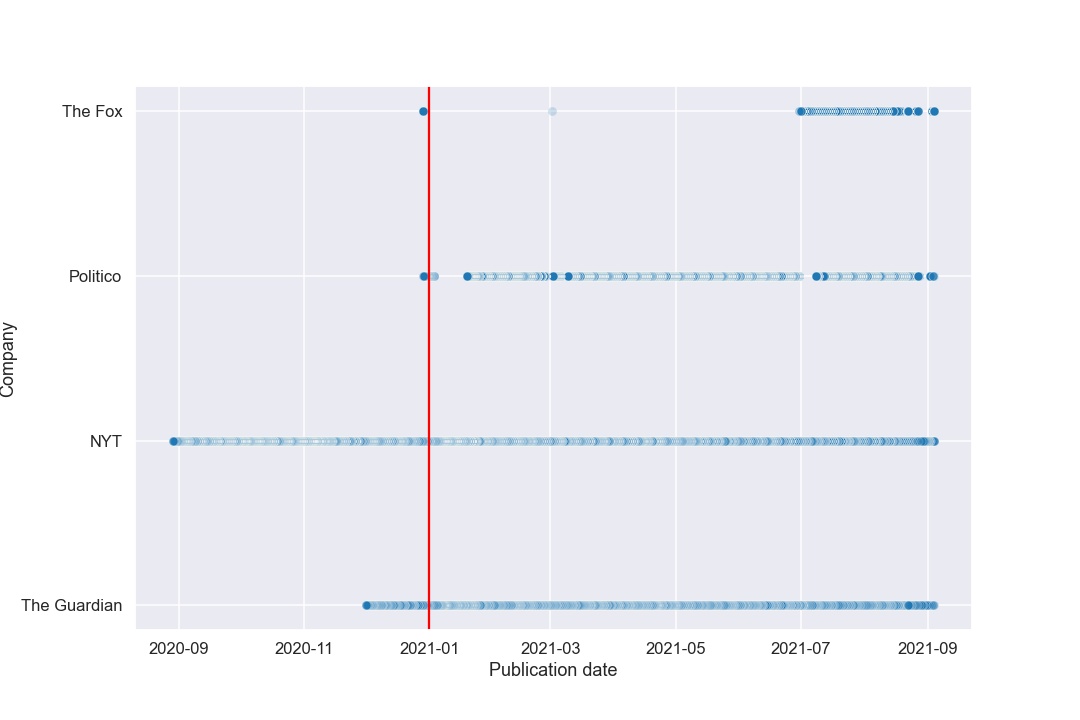 The Fox
Politico
NYT
The Guardian
Company
2020-09
2020-11
2021-01
2021-03
2021-05
2021-07
2021-09
Publication date